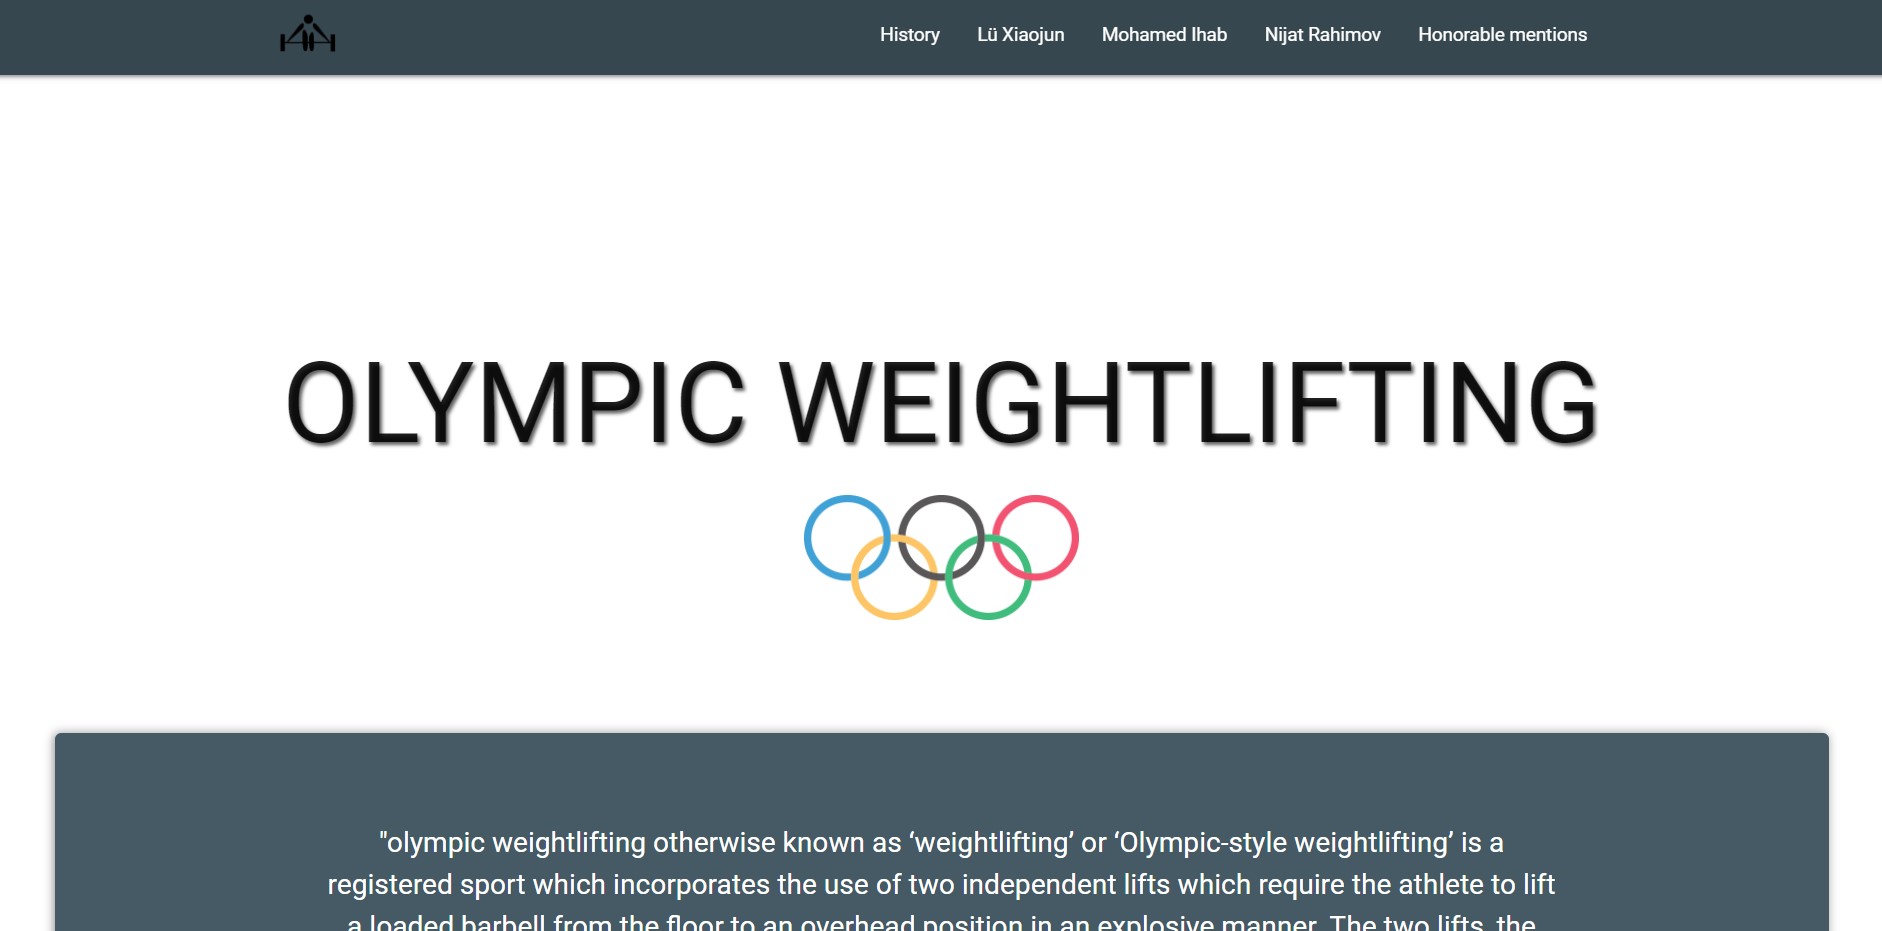 History
Lü Xiaojun
Mohamed Ihab
Nijat Rahimov
Honorable mentions
OLYMPIC WEIGHTLIFTING
"olympic weightlifting otherwise known as ‘weightlifting’ or ‘Olympic-style weightlifting’ is a
registered sport which incorporates the use of two independent lifts which require the athlete to lift
a loaded barbell from the floor to an overhead position in an explosive manner. The two lifts, the